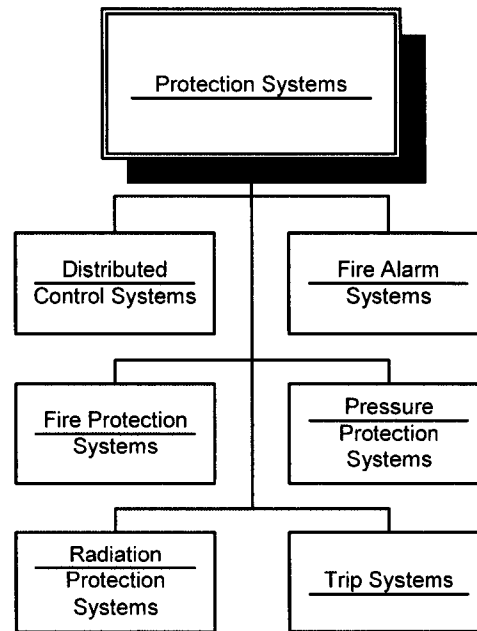 Protection Systems
Distributed
Control Systems
Fire Alarm
Systems
Fire Protection
Systems
Pressure
Protection
Systems
Radiation
Protection
Systems
Trip Systems